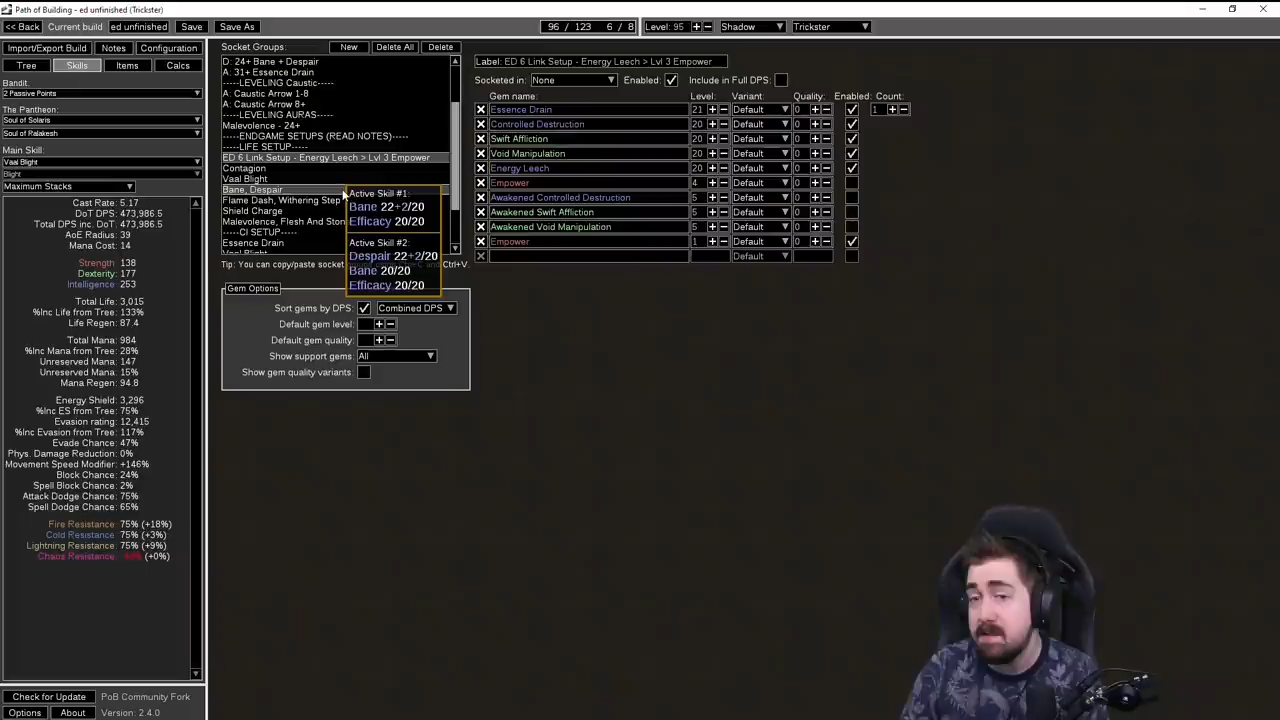 Path of Building - ed unfinished (Trickster)
<< Back Current build: ed unfinished Save Save As 96 / 123 6 / 8 Level: 95 + - Shadow Trickster
Import/Export Build Notes Configuration
Tree Skills Items Calcs
Bandit:
2 Passive Points
The Pantheon:
Soul of Solaris
Soul of Ralakesh
Main Skill:
Vaal Blight
Blight
Maximum Stacks
Cast Rate: 5.17
DoT DPS: 473,986.5
Total DPS inc. DoT: 473,986.5
AoE Radius: 39
Mana Cost: 14
Strength: 138
Dexterity: 177
Intelligence: 253
Total Life: 3,015
%Inc Life from Tree: 133%
Life Regen: 87.4
Total Mana: 984
%Inc Mana from Tree: 28%
Unreserved Mana: 147
Unreserved Mana: 15%
Mana Regen: 94.8
Energy Shield: 3,296
%Inc ES from Tree: 75%
Evasion rating: 12,415
%Inc Evasion from Tree: 117%
Evade Chance: 47%
Phys. Damage Reduction: 0%
Movement Speed Modifier: +146%
Block Chance: 24%
Spell Block Chance: 2%
Attack Dodge Chance: 75%
Spell Dodge Chance: 65%
Fire Resistance: 75% (+18%)
Cold Resistance: 75% (+3%)
Lightning Resistance: 75% (+9%)
Chaos Resistance: (+0%)
Check for Update PoB Community Fork
Options About Version: 2.4.0
Socket Groups: New Delete All Delete
D: 24+ Bane + Despair
A: 31+ Essence Drain
-----LEVELING Caustic-----
A: Caustic Arrow 1-8
A: Caustic Arrow 8+
-----LEVELING AURAS-----
Malevolence - 24+
-----ENDGAME SETUPS (READ NOTES)-----
-----LIFE SETUP-----
ED 6 Link Setup - Energy Leech > Lvl 3 Empower
Contagion
Vaal Blight
Bane, Despair
Flame Dash, Withering Step
Shield Charge
Malevolence, Flesh And Ston
-----CI SETUP-----
Essence Drain
Vaal Blight
Active Skill #1:
Bane 22+2/20
Efficacy 20/20
Active Skill #2:
Despair 22+2/20
Bane 20/20
Efficacy 20/20
Tip: You can copy/paste socket Ctrl+V.
Gem Options
Sort gems by DPS: Combined DPS
Default gem level: + -
Default gem quality: + -
Show support gems: All
Show gem quality variants:
Label: ED 6 Link Setup - Energy Leech > Lvl 3 Empower
Socketed in: None Enabled: Include in Full DPS:
Gem name: Level: Variant: Quality: Enabled: Count:
Essence Drain 21 + - Default 0 + - 1 + -
Controlled Destruction 20 + - Default 0 + -
Swift Affliction 20 + - Default 0 + -
Void Manipulation 20 + - Default 0 + -
Energy Leech 20 + - Default 0 + -
Empower 4 + - Default 0 + -
Awakened Controlled Destruction 5 + - Default 0 + -
Awakened Swift Affliction 5 + - Default 0 + -
Awakened Void Manipulation 5 + - Default 0 + -
Empower 1 + - Default 0 + -
+ - Default + -